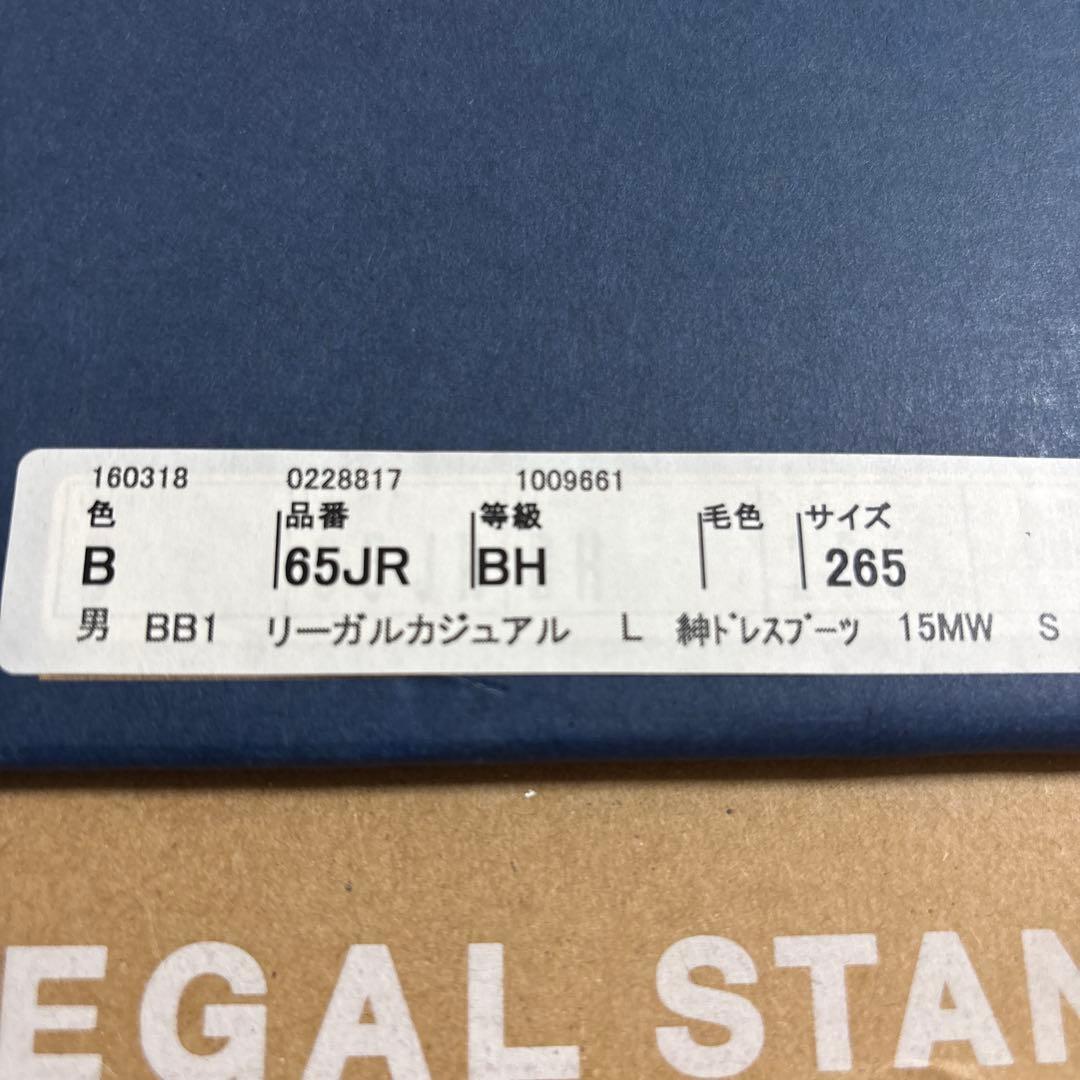 160318 0228817 1009661
色 品番 等級 毛色 サイズ
B 65JR BH 265
男 BB1 リーガルカジュアル L 紳ﾄﾞﾚｽﾌﾞｰﾂ 15MW S
EGAL STAN